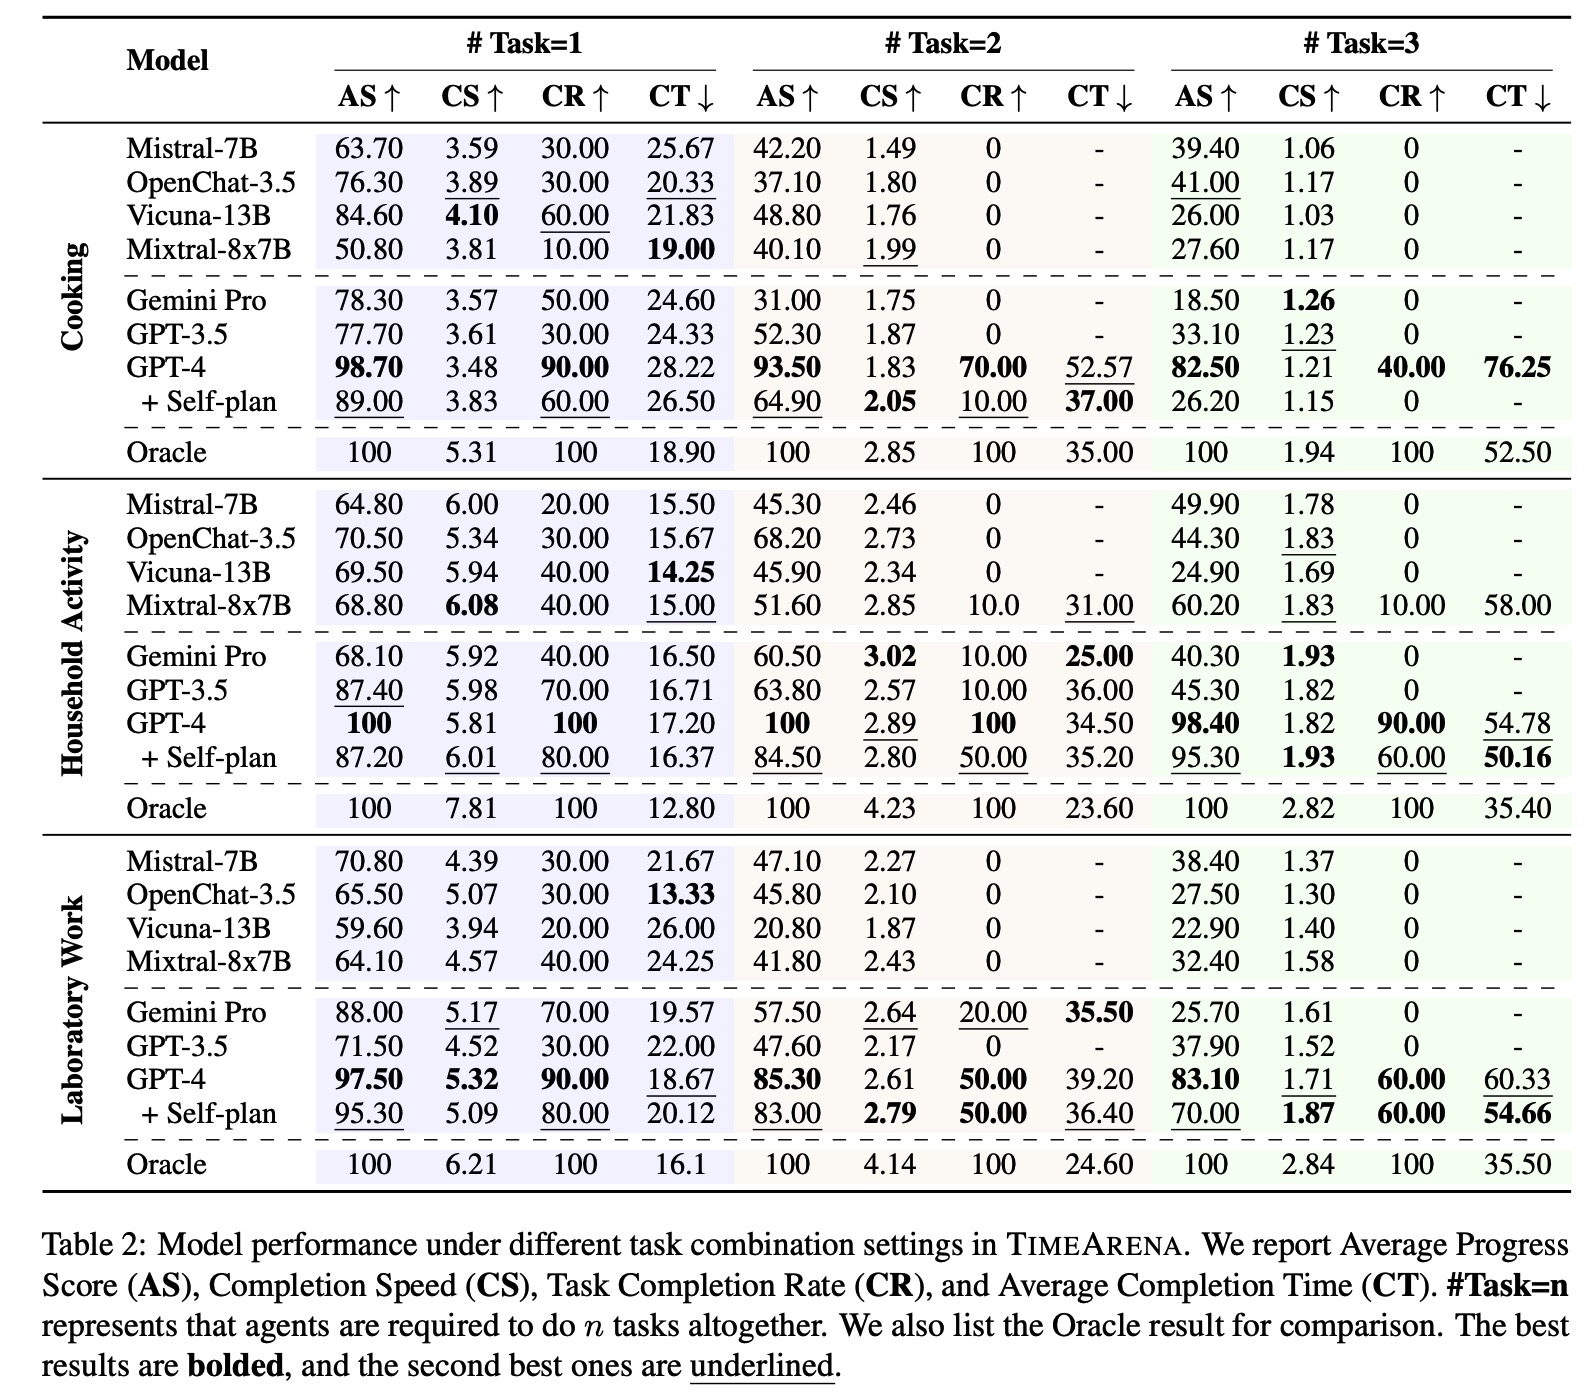 Model # Task=1 # Task=2 # Task=3
AS ↑ CS ↑ CR ↑ CT ↓ AS ↑ CS ↑ CR ↑ CT ↓ AS ↑ CS ↑ CR ↑ CT ↓
Cooking
Mistral-7B 63.70 3.59 30.00 25.67 42.20 1.49 0 - 39.40 1.06 0 -
OpenChat-3.5 76.30 3.89 30.00 20.33 37.10 1.80 0 - 41.00 1.17 0 -
Vicuna-13B 84.60 4.10 60.00 21.83 48.80 1.76 0 - 26.00 1.03 0 -
Mixtral-8x7B 50.80 3.81 10.00 19.00 40.10 1.99 0 - 27.60 1.17 0 -
Gemini Pro 78.30 3.57 50.00 24.60 31.00 1.75 0 - 18.50 1.26 0 -
GPT-3.5 77.70 3.61 30.00 24.33 52.30 1.87 0 - 33.10 1.23 0 -
GPT-4 98.70 3.48 90.00 28.22 93.50 1.83 70.00 52.57 82.50 1.21 40.00 76.25
+ Self-plan 89.00 3.83 60.00 26.50 64.90 2.05 10.00 37.00 26.20 1.15 0 -
Oracle 100 5.31 100 18.90 100 2.85 100 35.00 100 1.94 100 52.50
Household Activity
Mistral-7B 64.80 6.00 20.00 15.50 45.30 2.46 0 - 49.90 1.78 0 -
OpenChat-3.5 70.50 5.34 30.00 15.67 68.20 2.73 0 - 44.30 1.83 0 -
Vicuna-13B 69.50 5.94 40.00 14.25 45.90 2.34 0 - 24.90 1.69 0 -
Mixtral-8x7B 68.80 6.08 40.00 15.00 51.60 2.85 10.0 31.00 60.20 1.83 10.00 58.00
Gemini Pro 68.10 5.92 40.00 16.50 60.50 3.02 10.00 25.00 40.30 1.93 0 -
GPT-3.5 87.40 5.98 70.00 16.71 63.80 2.57 10.00 36.00 45.30 1.82 0 -
GPT-4 100 5.81 100 17.20 100 2.89 100 34.50 98.40 1.82 90.00 54.78
+ Self-plan 87.20 6.01 80.00 16.37 84.50 2.80 50.00 35.20 95.30 1.93 60.00 50.16
Oracle 100 7.81 100 12.80 100 4.23 100 23.60 100 2.82 100 35.40
Laboratory Work
Mistral-7B 70.80 4.39 30.00 21.67 47.10 2.27 0 - 38.40 1.37 0 -
OpenChat-3.5 65.50 5.07 30.00 13.33 45.80 2.10 0 - 27.50 1.30 0 -
Vicuna-13B 59.60 3.94 20.00 26.00 20.80 1.87 0 - 22.90 1.40 0 -
Mixtral-8x7B 64.10 4.57 40.00 24.25 41.80 2.43 0 - 32.40 1.58 0 -
Gemini Pro 88.00 5.17 70.00 19.57 57.50 2.64 20.00 35.50 25.70 1.61 0 -
GPT-3.5 71.50 4.52 30.00 22.00 47.60 2.17 0 - 37.90 1.52 0 -
GPT-4 97.50 5.32 90.00 18.67 85.30 2.61 50.00 39.20 83.10 1.71 60.00 60.33
+ Self-plan 95.30 5.09 80.00 20.12 83.00 2.79 50.00 36.40 70.00 1.87 60.00 54.66
Oracle 100 6.21 100 16.1 100 4.14 100 24.60 100 2.84 100 35.50
Table 2: Model performance under different task combination settings in TIMEARENA. We report Average Progress
Score (AS), Completion Speed (CS), Task Completion Rate (CR), and Average Completion Time (CT). #Task=n
represents that agents are required to do n tasks altogether. We also list the Oracle result for comparison. The best
results are bolded, and the second best ones are underlined.